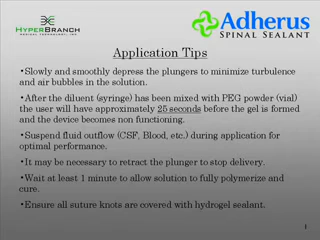 HYPERBRANCH
MEDICAL TECHNOLOGY, INC.
Adherus
SPINAL SEALANT
Application Tips
•Slowly and smoothly depress the plungers to minimize turbulence
and air bubbles in the solution.
•After the diluent (syringe) has been mixed with PEG powder (vial)
the user will have approximately 25 seconds before the gel is formed
and the device becomes non functioning.
•Suspend fluid outflow (CSF, Blood, etc.) during application for
optimal performance.
•It may be necessary to retract the plunger to stop delivery.
•Wait at least 1 minute to allow solution to fully polymerize and
cure.
•Ensure all suture knots are covered with hydrogel sealant.